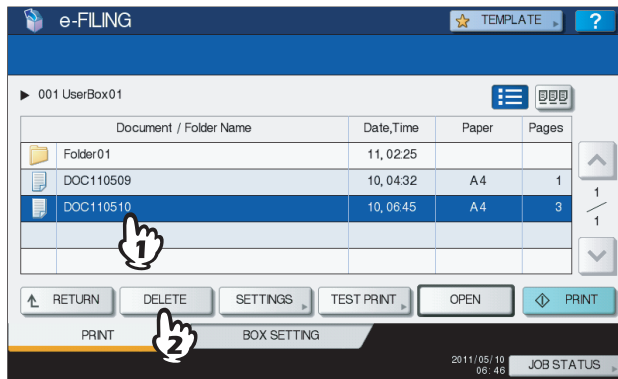 e-FILING
TEMPLATE
?
001 UserBox01
Document / Folder Name Date,Time Paper Pages
Folder01 11, 02:25
DOC110509 10, 04:32 A4 1
DOC110510 10, 06:45 A4 3
1
1
1
RETURN DELETE SETTINGS TEST PRINT OPEN PRINT
2
PRINT BOX SETTING
2011/05/10
06:46 JOB STATUS